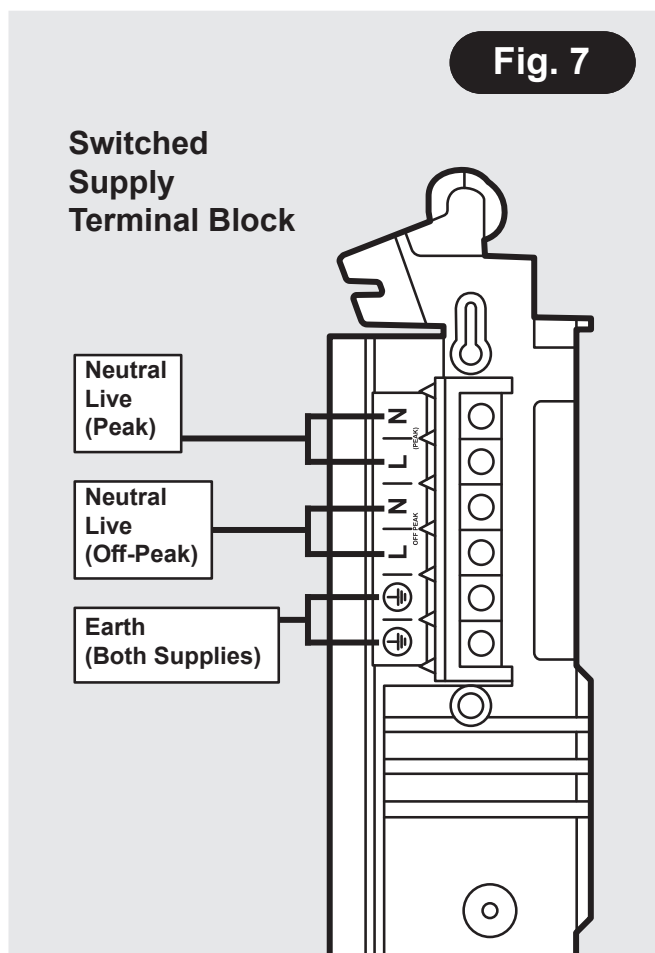 Fig. 7
Switched
Supply
Terminal Block
Neutral
Live
(Peak)
Neutral
Live
(Off-Peak)
Earth
(Both Supplies)
N
(PEAK)
L
N
OFF PEAK
L